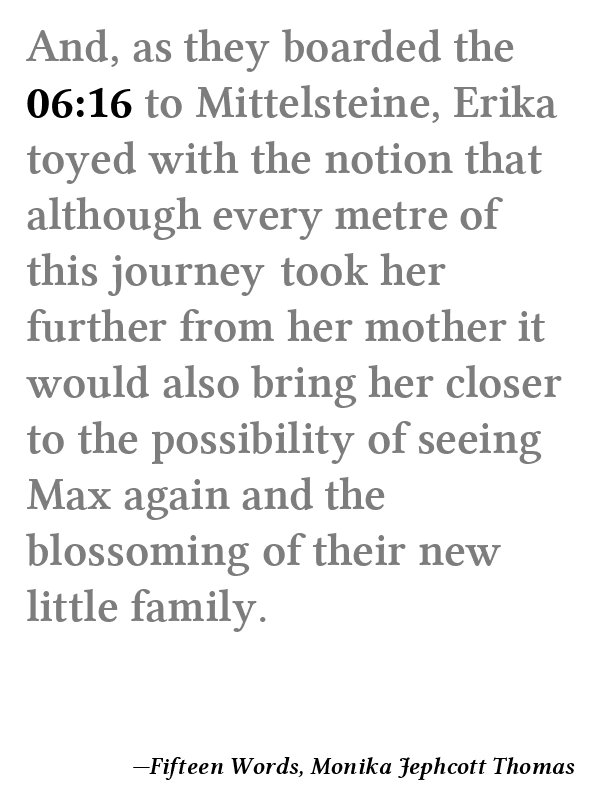 And, as they boarded the
06:16 to Mittelsteine, Erika
toyed with the notion that
although every metre of
this journey took her
further from her mother it
would also bring her closer
to the possibility of seeing
Max again and the
blossoming of their new
little family.
—Fifteen Words, Monika Jephcott Thomas